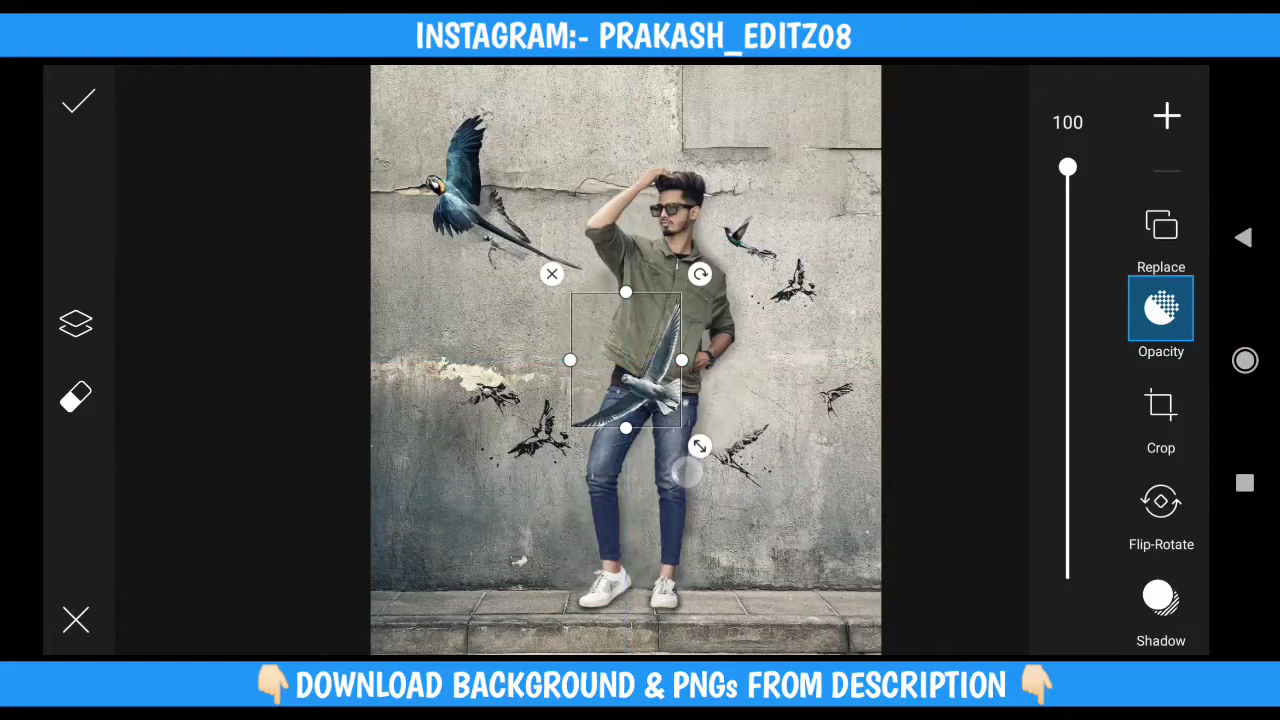 INSTAGRAM:- PRAKASH_EDITZ08
100
Replace
Opacity
Crop
Flip-Rotate
Shadow
👇🏻DOWNLOAD BACKGROUND & PNGs FROM DESCRIPTION 👇🏻